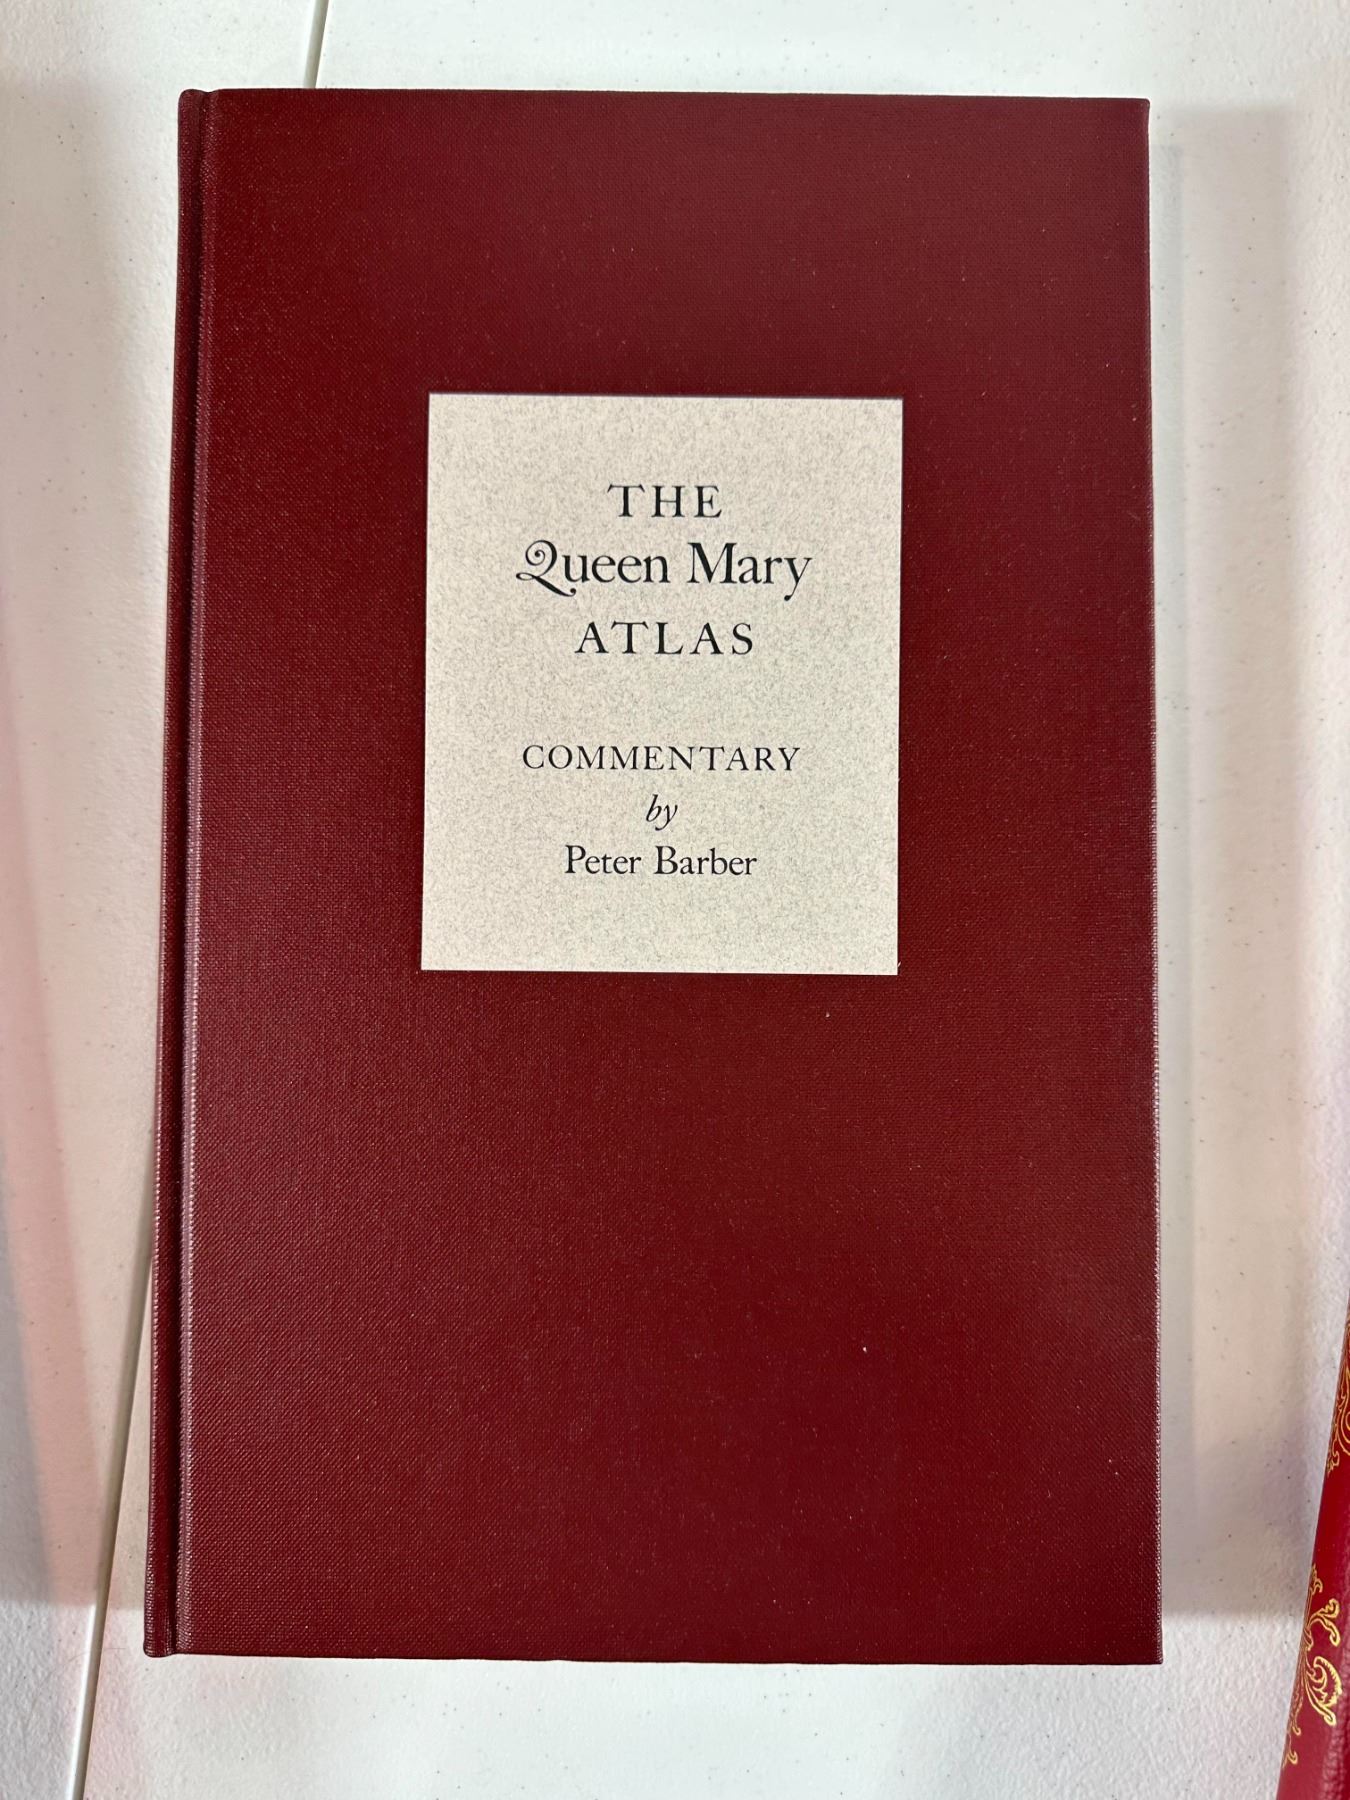 THE
Queen Mary
ATLAS
COMMENTARY
by
Peter Barber